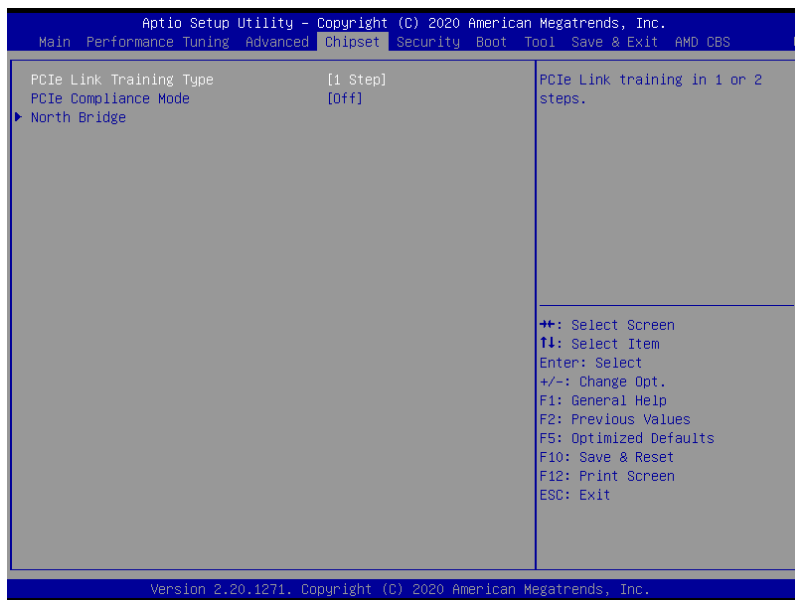 Aptio Setup Utility – Copyright (C) 2020 American Megatrends, Inc.
Main Performance Tuning Advanced Chipset Security Boot Tool Save & Exit AMD CBS
PCIe Link Training Type [1 Step]
PCIe Compliance Mode [Off]
North Bridge
PCIe Link training in 1 or 2
steps.
→←: Select Screen
↑↓: Select Item
Enter: Select
+/-: Change Opt.
F1: General Help
F2: Previous Values
F5: Optimized Defaults
F10: Save & Reset
F12: Print Screen
ESC: Exit
Version 2.20.1271. Copyright (C) 2020 American Megatrends, Inc.